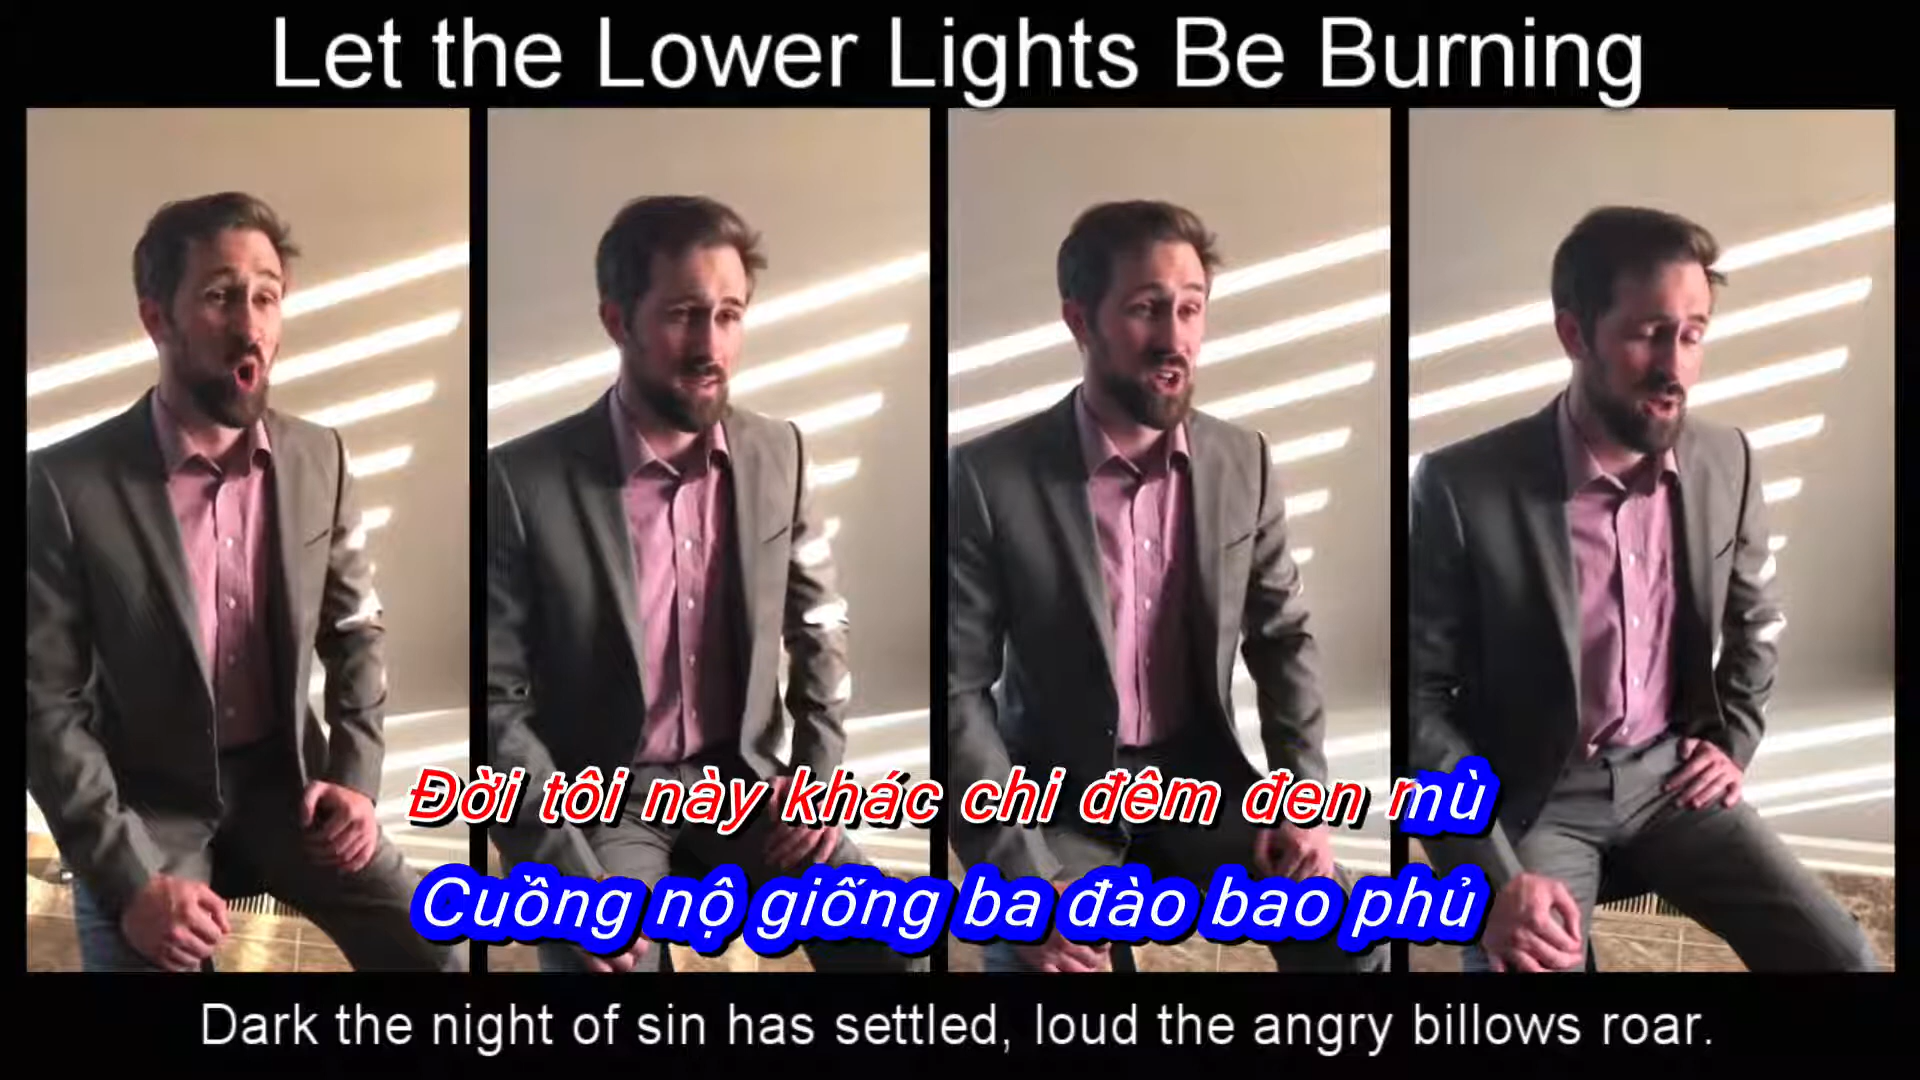 Let the Lower Lights Be Burning
Đời tôi này khác chi đêm đen mù
Cuồng nộ giống ba đào bao phủ
Dark the night of sin has settled, loud the angry billows roar.